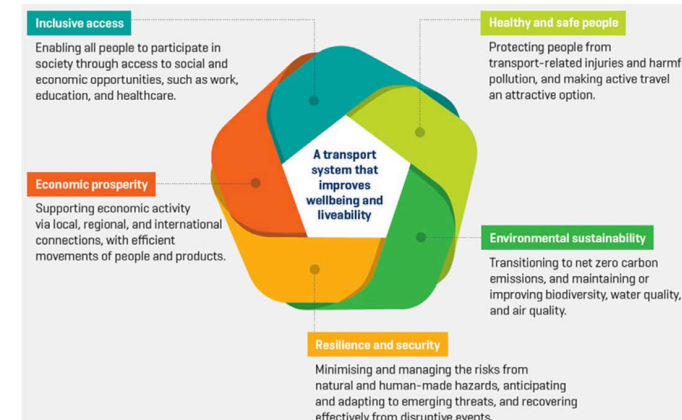 Inclusive access
Enabling all people to participate in
society through access to social and
economic opportunities, such as work,
education, and healthcare.
Healthy and safe people
Protecting people from
transport-related injuries and harmf
pollution, and making active travel
an attractive option.
A transport
system that
improves
wellbeing and
liveability
Economic prosperity
Supporting economic activity
via local, regional, and international
connections, with efficient
movements of people and products.
Environmental sustainability
Transitioning to net zero carbon
emissions, and maintaining or
improving biodiversity, water quality,
and air quality.
Resilience and security
Minimising and managing the risks from
natural and human-made hazards, anticipating
and adapting to emerging threats, and recovering
effectively from disruptive events.